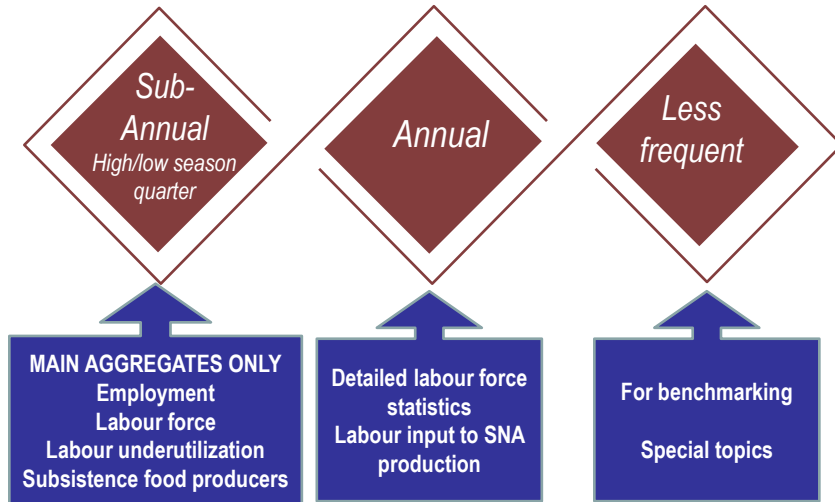 Sub-
Annual
High/low season
quarter
Annual
Less
frequent
MAIN AGGREGATES ONLY
Employment
Labour force
Labour underutilization
Subsistence food producers
Detailed labour force
statistics
Labour input to SNA
production
For benchmarking
Special topics